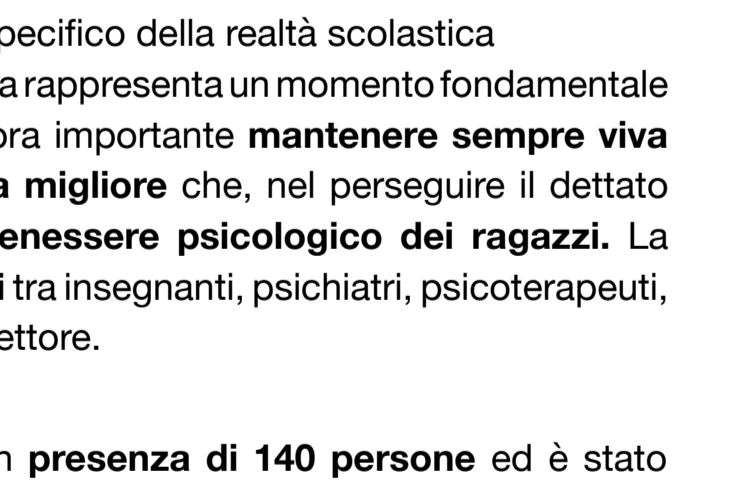 pecifico della realtà scolastica
a rappresenta un momento fondamentale
ora importante mantenere sempre viva
a migliore che, nel perseguire il dettato
enessere psicologico dei ragazzi. La
i tra insegnanti, psichiatri, psicoterapeuti,
ettore.
n presenza di 140 persone ed è stato